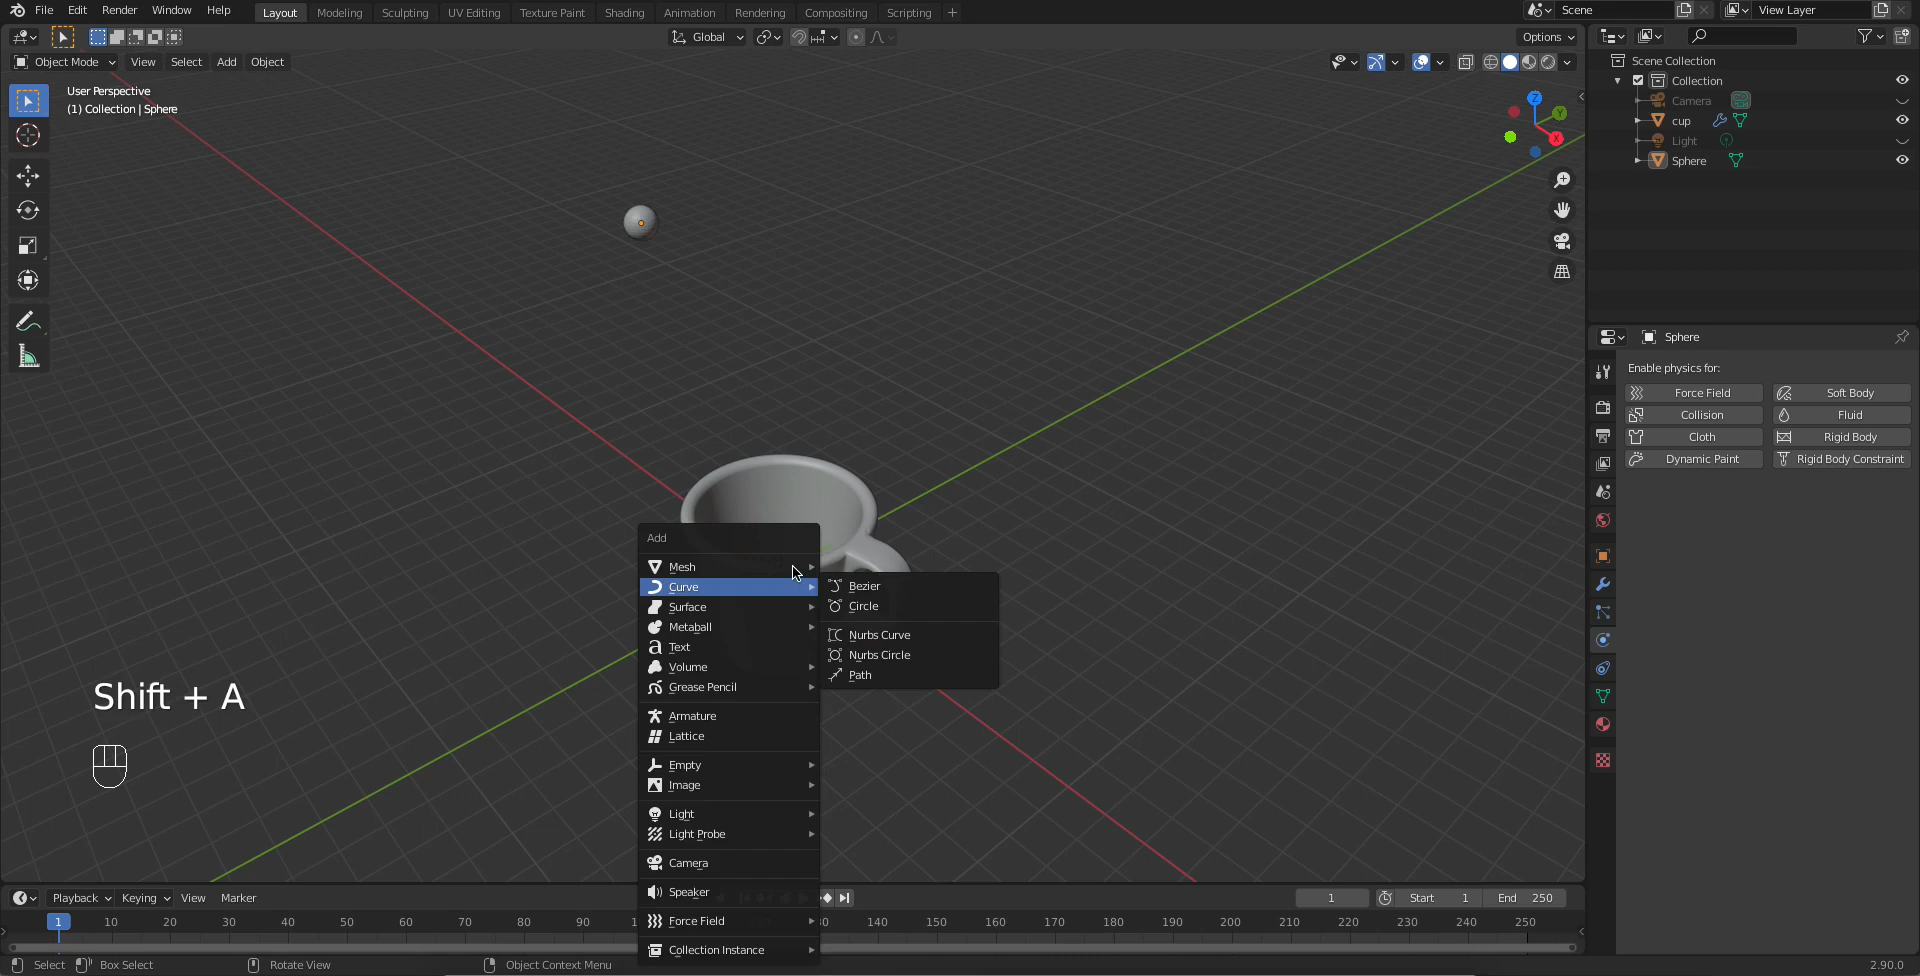 File Edit Render Window Help Layout Modeling Sculpting UV Editing Texture Paint Shading Animation Rendering Compositing Scripting Scene View Layer
Global Options
Object Mode View Select Add Object
User Perspective
(1) Collection | Sphere
Z
Y
X
Scene Collection
Collection
Camera
cup
Light
Sphere
Sphere
Enable physics for:
Force Field Soft Body
Collision Fluid
Cloth Rigid Body
Dynamic Paint Rigid Body Constraint
Add
Mesh
Curve
Surface
Metaball
Text
Volume
Grease Pencil
Armature
Lattice
Empty
Image
Light
Light Probe
Camera
Speaker
Force Field
Collection Instance
Bezier
Circle
Nurbs Curve
Nurbs Circle
Path
Shift + A
Playback Keying View Marker 1 Start 1 End 250
1 10 20 30 40 50 60 70 80 90 140 150 160 170 180 190 200 210 220 230 240 250
Select Box Select Rotate View Object Context Menu 2.90.0